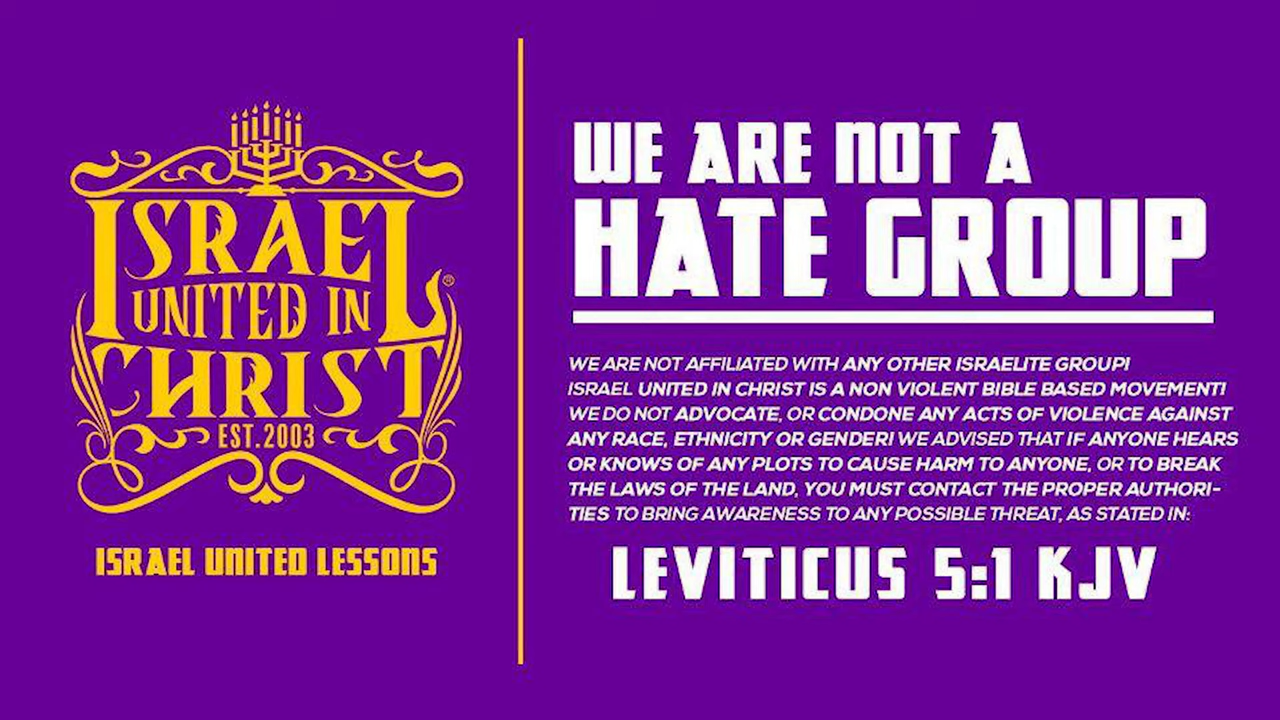 ISRAEL
UNITED IN
CHRIST
EST.2003
®
ISRAEL UNITED LESSONS
WE ARE NOT A
HATE GROUP
WE ARE NOT AFFILIATED WITH ANY OTHER ISRAELITE GROUP!
ISRAEL UNITED IN CHRIST IS A NON VIOLENT BIBLE BASED MOVEMENT!
WE DO NOT ADVOCATE, OR CONDONE ANY ACTS OF VIOLENCE AGAINST
ANY RACE, ETHNICITY OR GENDER! WE ADVISED THAT IF ANYONE HEARS
OR KNOWS OF ANY PLOTS TO CAUSE HARM TO ANYONE, OR TO BREAK
THE LAWS OF THE LAND, YOU MUST CONTACT THE PROPER AUTHORI-
TIES TO BRING AWARENESS TO ANY POSSIBLE THREAT, AS STATED IN:
LEVITICUS 5:1 KJV